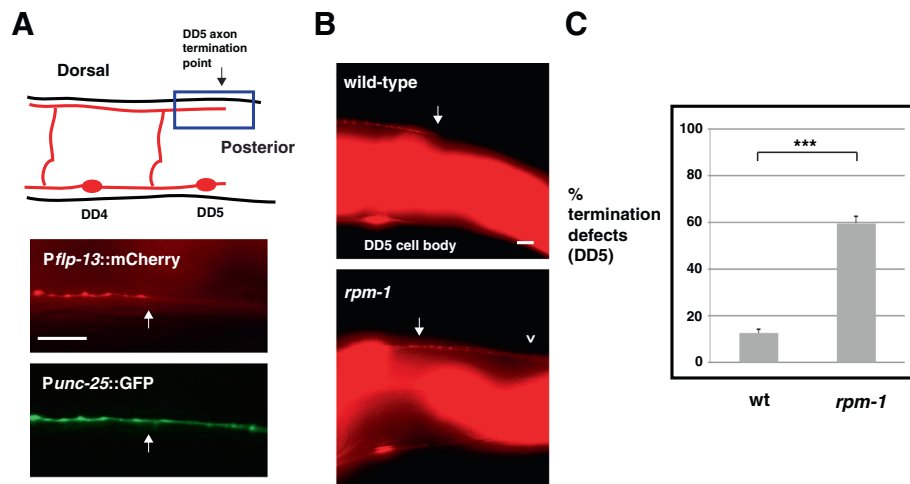 A
DD5 axon
termination
point
Dorsal
Posterior
DD4
DD5
Pflp-13::mCherry
Punc-25::GFP
B
wild-type
DD5 cell body
rpm-1
v
C
%
termination
defects
(DD5)
100
80
60
40
20
0
***
wt
rpm-1